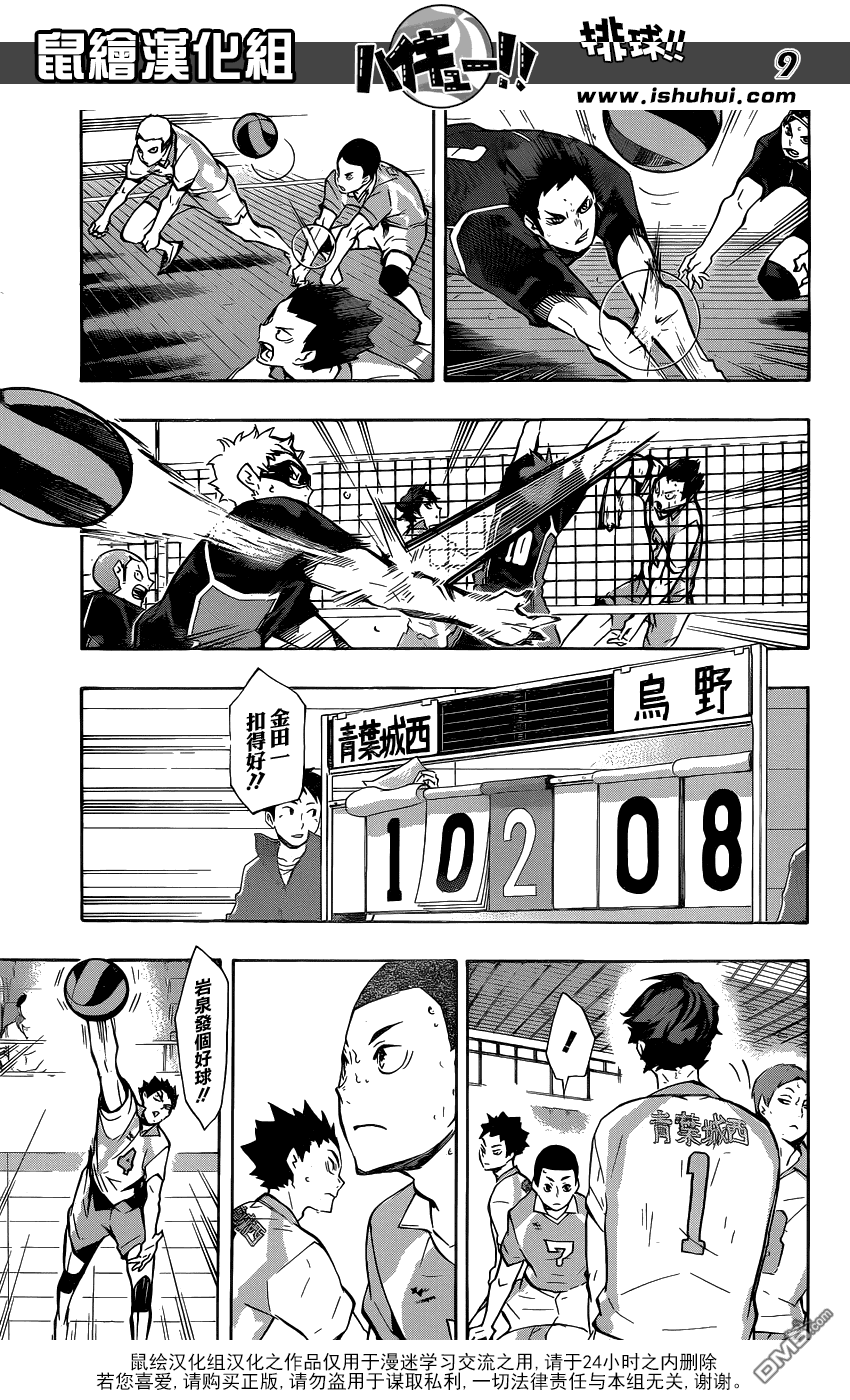 鼠繪漢化組
ハイキュー!!
排球!!
9
www.ishuhui.com
10
烏野
青葉城西
金田一
扣得好!!
10 2 08
!
青葉城西
1
7
岩泉發個好球!!
4
鼠绘汉化组汉化之作品仅用于漫迷学习交流之用, 请于24小时之内删除
若您喜爱, 请购买正版, 请勿盗用于谋取私利, 一切法律责任与本组无关, 谢谢。
DMB.com